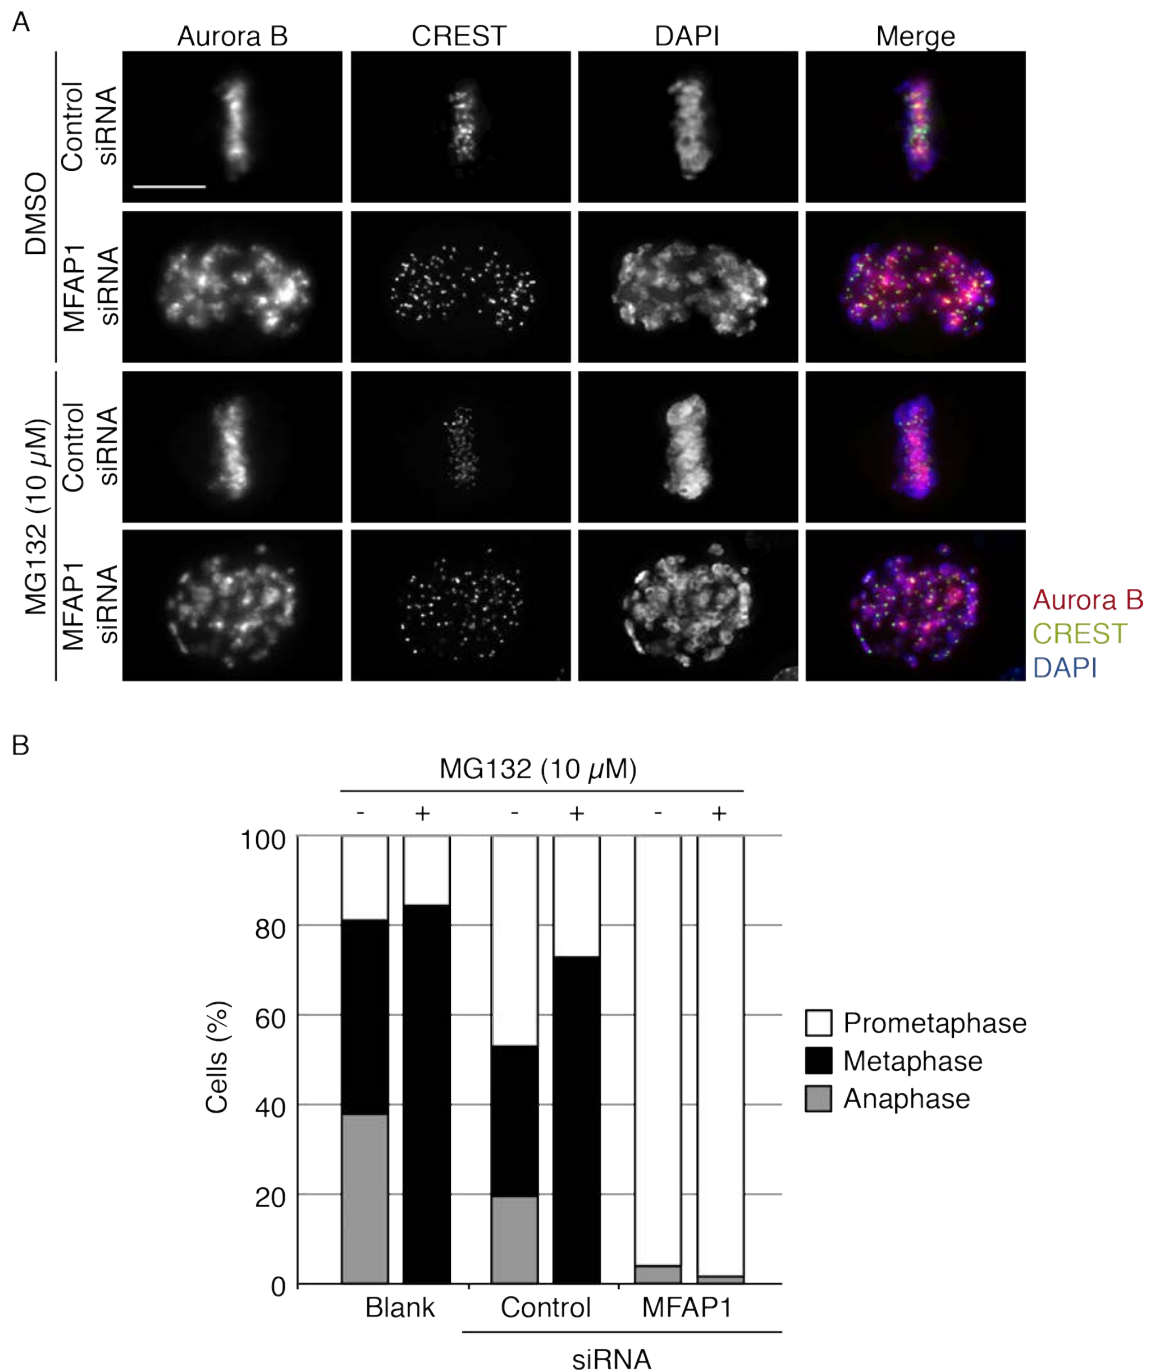 A
Aurora B CREST DAPI Merge
DMSO
Control
siRNA
MFAP1
siRNA
MG132 (10 µM)
Control
siRNA
MFAP1
siRNA
Aurora B
CREST
DAPI
B
MG132 (10 µM)
- + - + - +
100
80
60
40
20
0
Cells (%)
Prometaphase
Metaphase
Anaphase
Blank Control MFAP1
siRNA